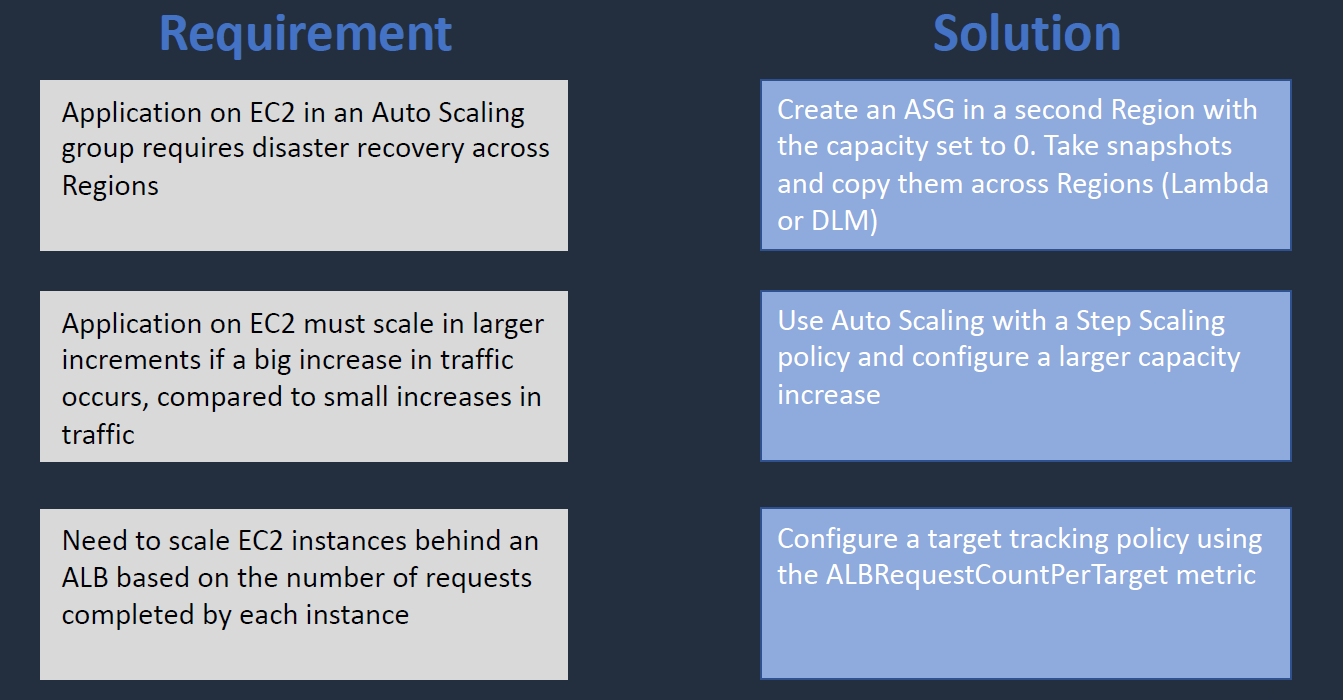 Requirement
Solution
Application on EC2 in an Auto Scaling
group requires disaster recovery across
Regions
Create an ASG in a second Region with
the capacity set to 0. Take snapshots
and copy them across Regions (Lambda
or DLM)
Application on EC2 must scale in larger
increments if a big increase in traffic
occurs, compared to small increases in
traffic
Use Auto Scaling with a Step Scaling
policy and configure a larger capacity
increase
Need to scale EC2 instances behind an
ALB based on the number of requests
completed by each instance
Configure a target tracking policy using
the ALBRequestCountPerTarget metric